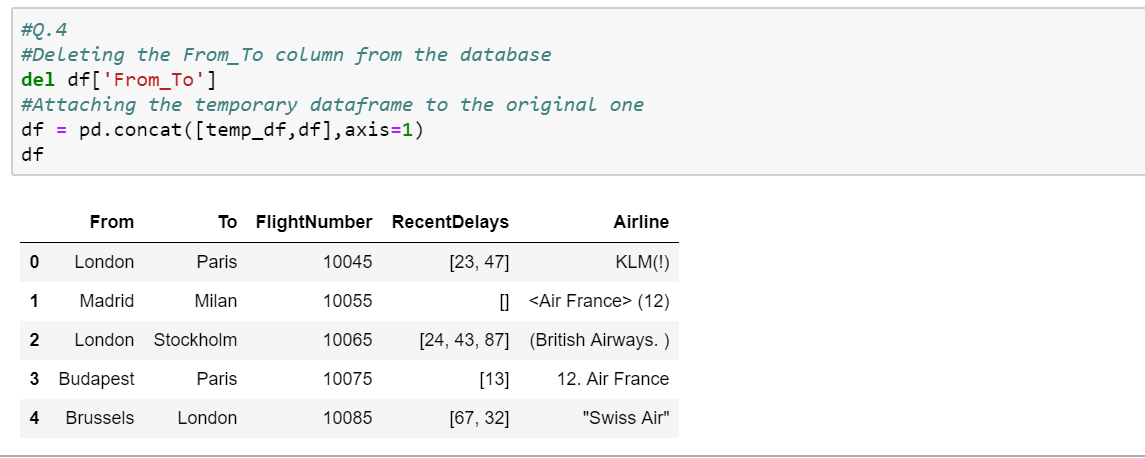 #Q.4
#Deleting the From_To column from the database
del df['From_To']
#Attaching the temporary dataframe to the original one
df = pd.concat([temp_df,df],axis=1)
df
From To FlightNumber RecentDelays Airline
0 London Paris 10045 [23, 47] KLM(!)
1 Madrid Milan 10055 [] <Air France> (12)
2 London Stockholm 10065 [24, 43, 87] (British Airways. )
3 Budapest Paris 10075 [13] 12. Air France
4 Brussels London 10085 [67, 32] "Swiss Air"